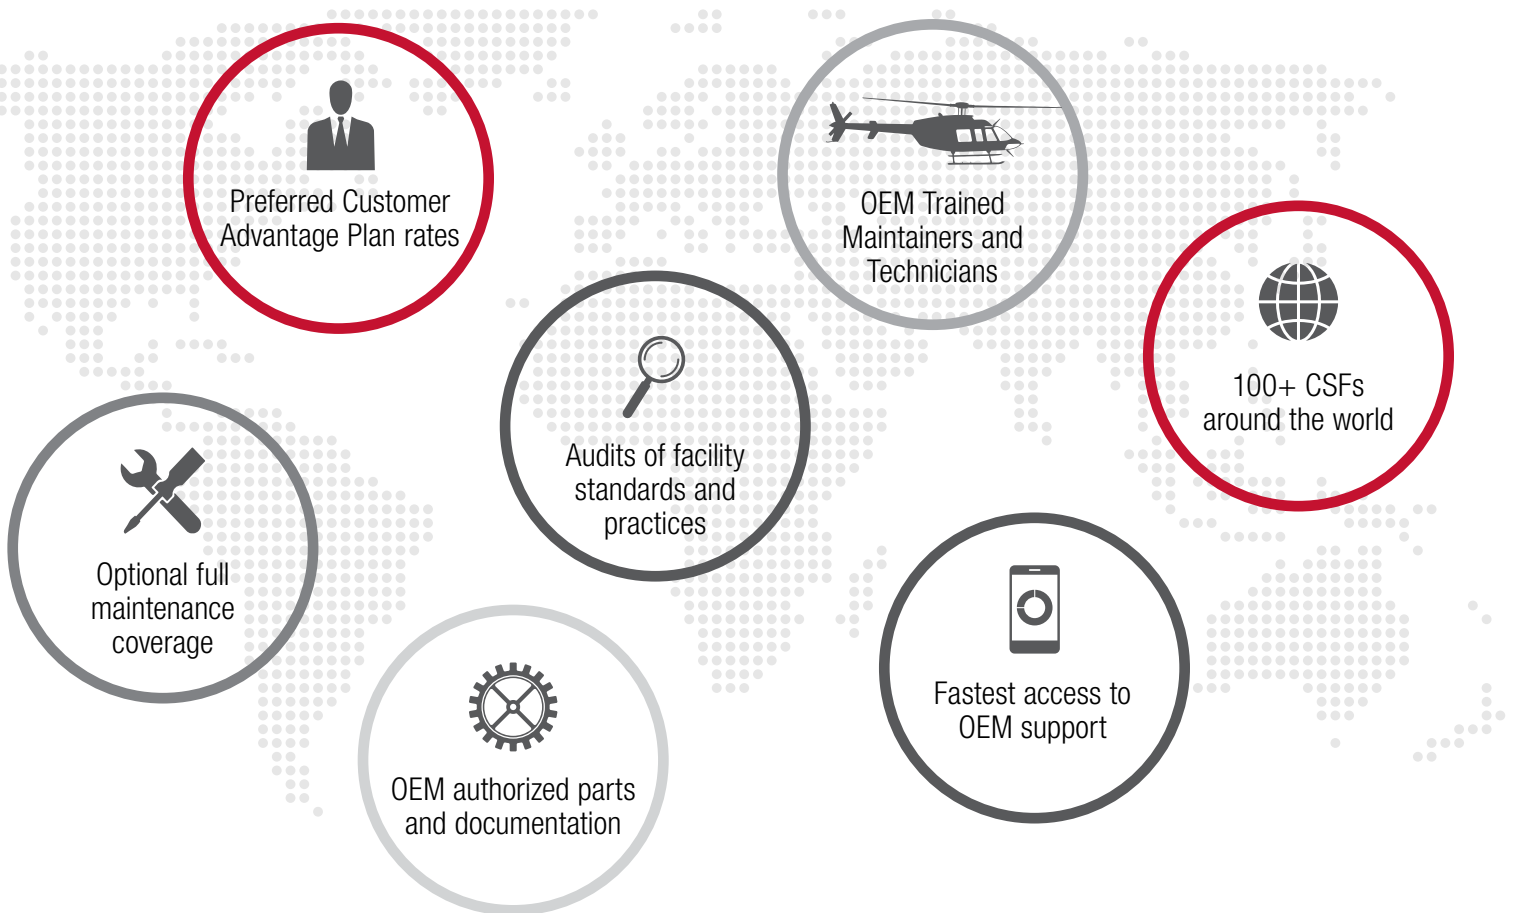 Preferred Customer
Advantage Plan rates
OEM Trained
Maintainers and
Technicians
100+ CSFs
around the world
Audits of facility
standards and
practices
Optional full
maintenance
coverage
Fastest access to
OEM support
OEM authorized parts
and documentation